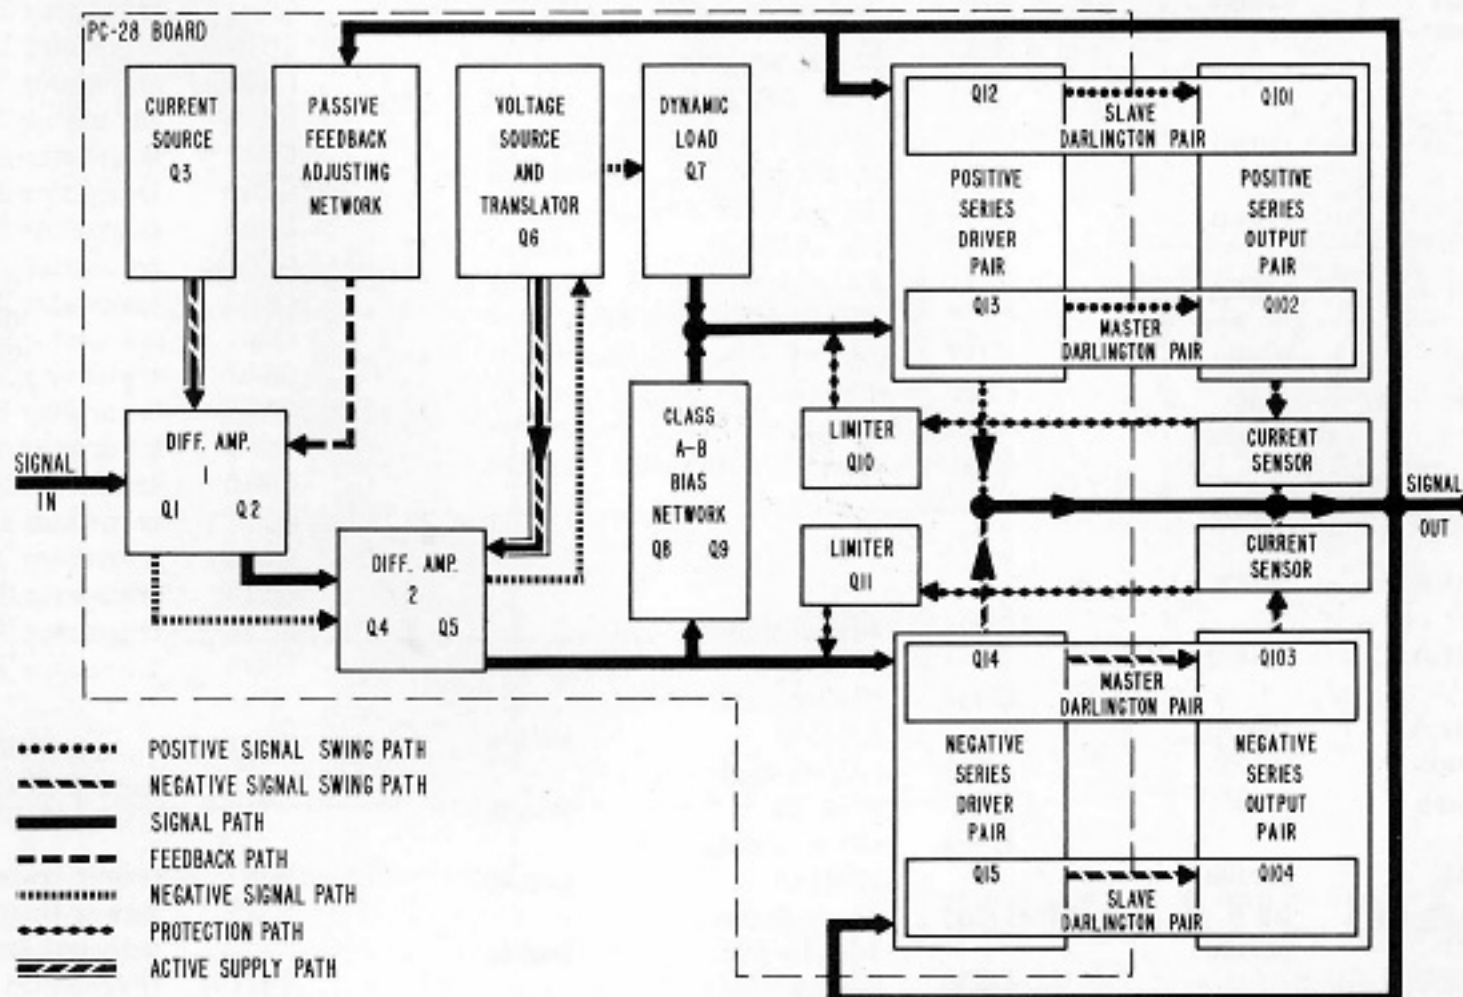 PC-28 BOARD
CURRENT
SOURCE
Q3
PASSIVE
FEEDBACK
ADJUSTING
NETWORK
VOLTAGE
SOURCE
AND
TRANSLATOR
Q6
DYNAMIC
LOAD
Q7
Q12
SLAVE
DARLINGTON PAIR
Q101
POSITIVE
SERIES
DRIVER
PAIR
POSITIVE
SERIES
OUTPUT
PAIR
Q13
MASTER
DARLINGTON PAIR
Q102
SIGNAL
IN
DIFF. AMP.
1
Q1 Q2
DIFF. AMP.
2
Q4 Q5
CLASS
A-B
BIAS
NETWORK
Q8 Q9
LIMITER
Q10
LIMITER
Q11
CURRENT
SENSOR
CURRENT
SENSOR
SIGNAL
OUT
Q14
MASTER
DARLINGTON PAIR
Q103
NEGATIVE
SERIES
DRIVER
PAIR
NEGATIVE
SERIES
OUTPUT
PAIR
Q15
SLAVE
DARLINGTON PAIR
Q104
POSITIVE SIGNAL SWING PATH
NEGATIVE SIGNAL SWING PATH
SIGNAL PATH
FEEDBACK PATH
NEGATIVE SIGNAL PATH
PROTECTION PATH
ACTIVE SUPPLY PATH